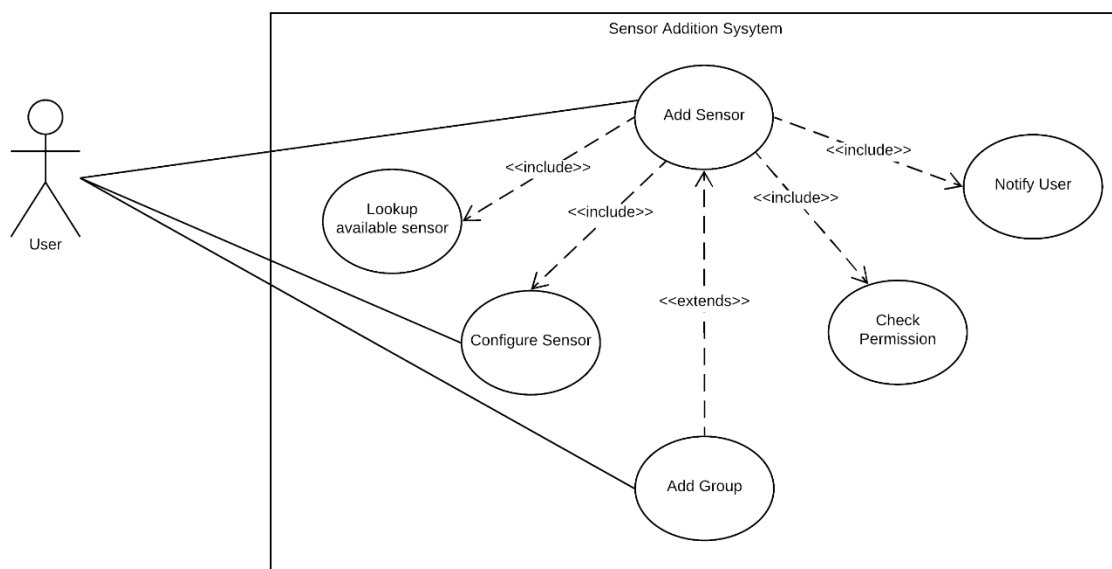 Sensor Addition Sysytem
Add Sensor
<<include>>
<<include>>
Notify User
Lookup
available sensor
<<include>>
<<include>>
User
<<extends>>
Configure Sensor
Check
Permission
Add Group